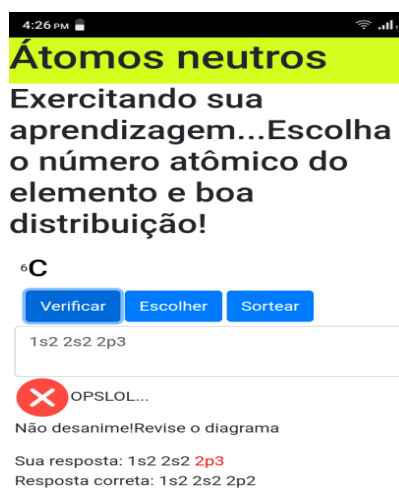 4:26 PM
Átomos neutros
Exercitando sua
aprendizagem...Escolha
o número atômico do
elemento e boa
distribuição!
6C
Verificar Escolher Sortear
1s2 2s2 2p3
OPSLOL...
Não desanime!Revise o diagrama
Sua resposta: 1s2 2s2 2p3
Resposta correta: 1s2 2s2 2p2